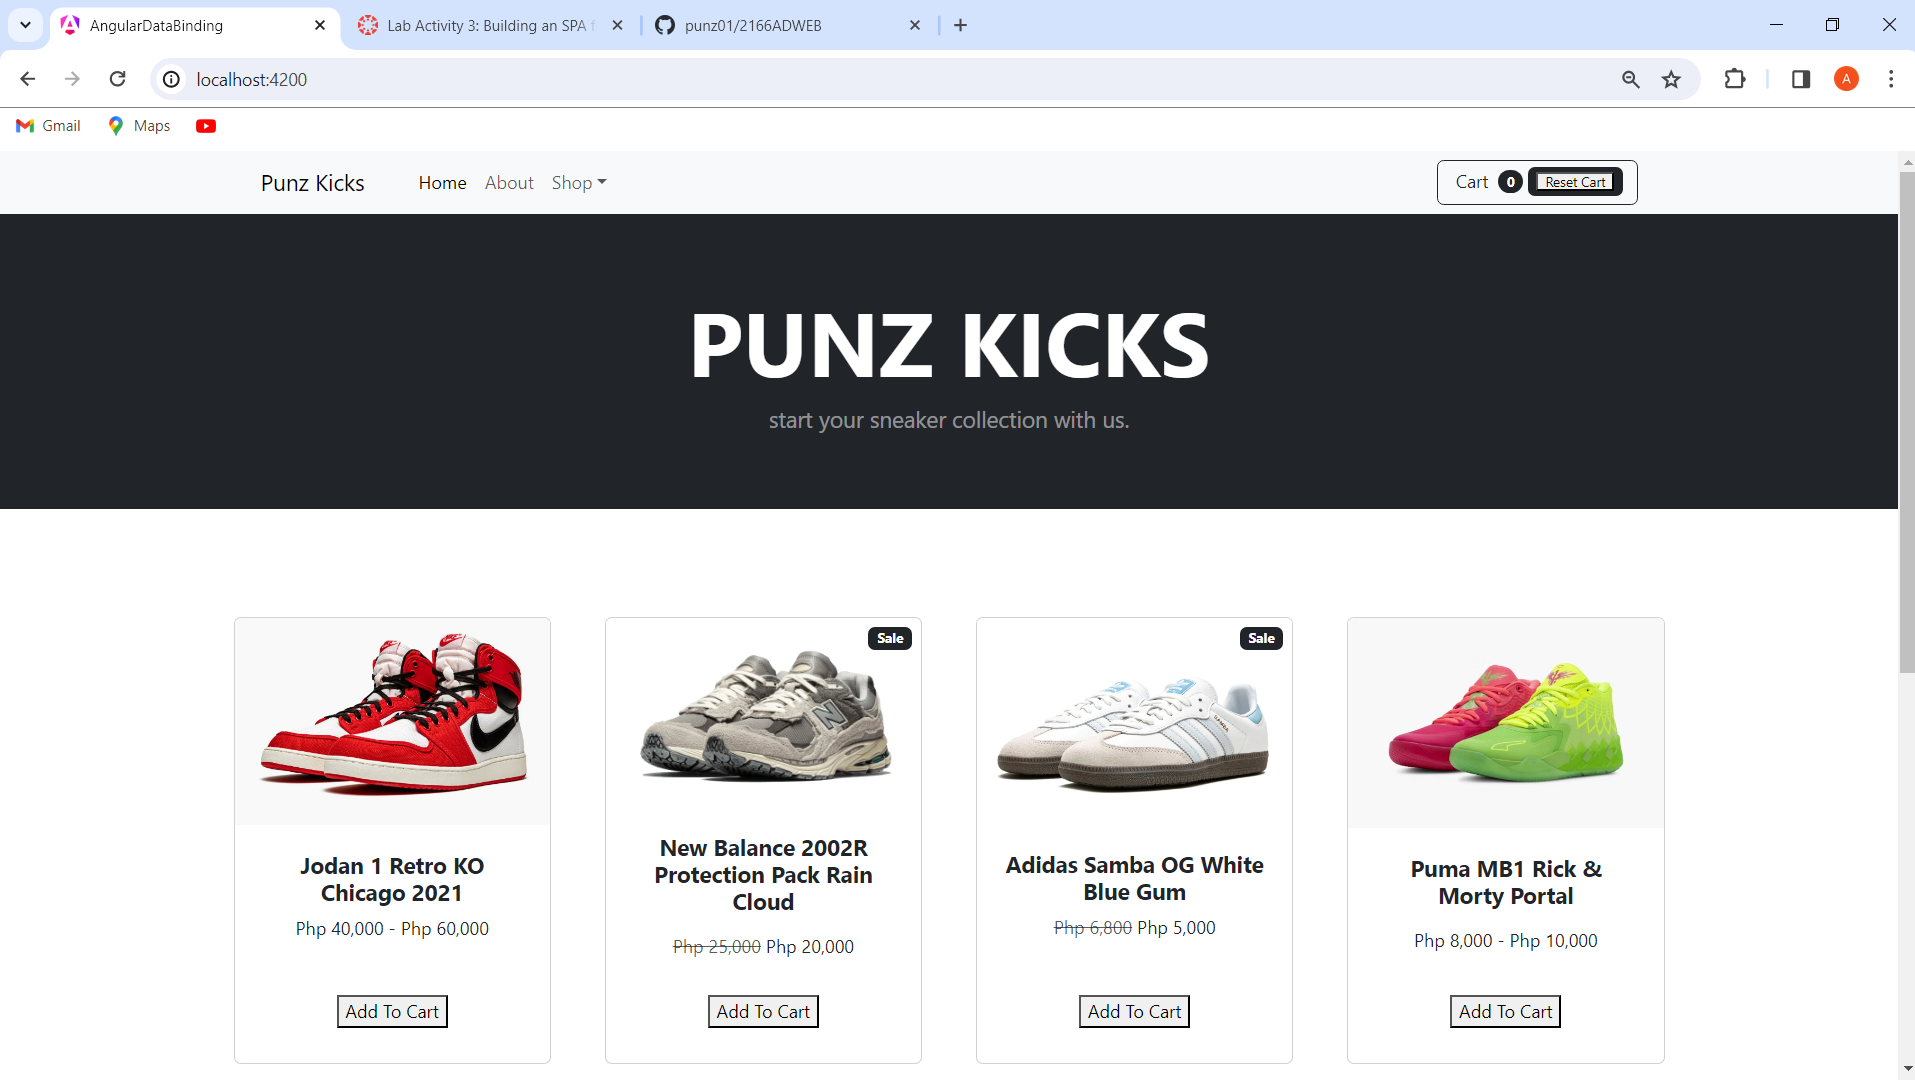 AngularDataBinding
Lab Activity 3: Building an SPA f
punz01/2166ADWEB
localhost:4200
A
Gmail
Maps
Punz Kicks
Home
About
Shop
Cart 0
Reset Cart
PUNZ KICKS
start your sneaker collection with us.
Jodan 1 Retro KO
Chicago 2021
Php 40,000 - Php 60,000
Add To Cart
Sale
New Balance 2002R
Protection Pack Rain
Cloud
Php 25,000 Php 20,000
Add To Cart
Sale
Adidas Samba OG White
Blue Gum
Php 6,800 Php 5,000
Add To Cart
Puma MB1 Rick &
Morty Portal
Php 8,000 - Php 10,000
Add To Cart